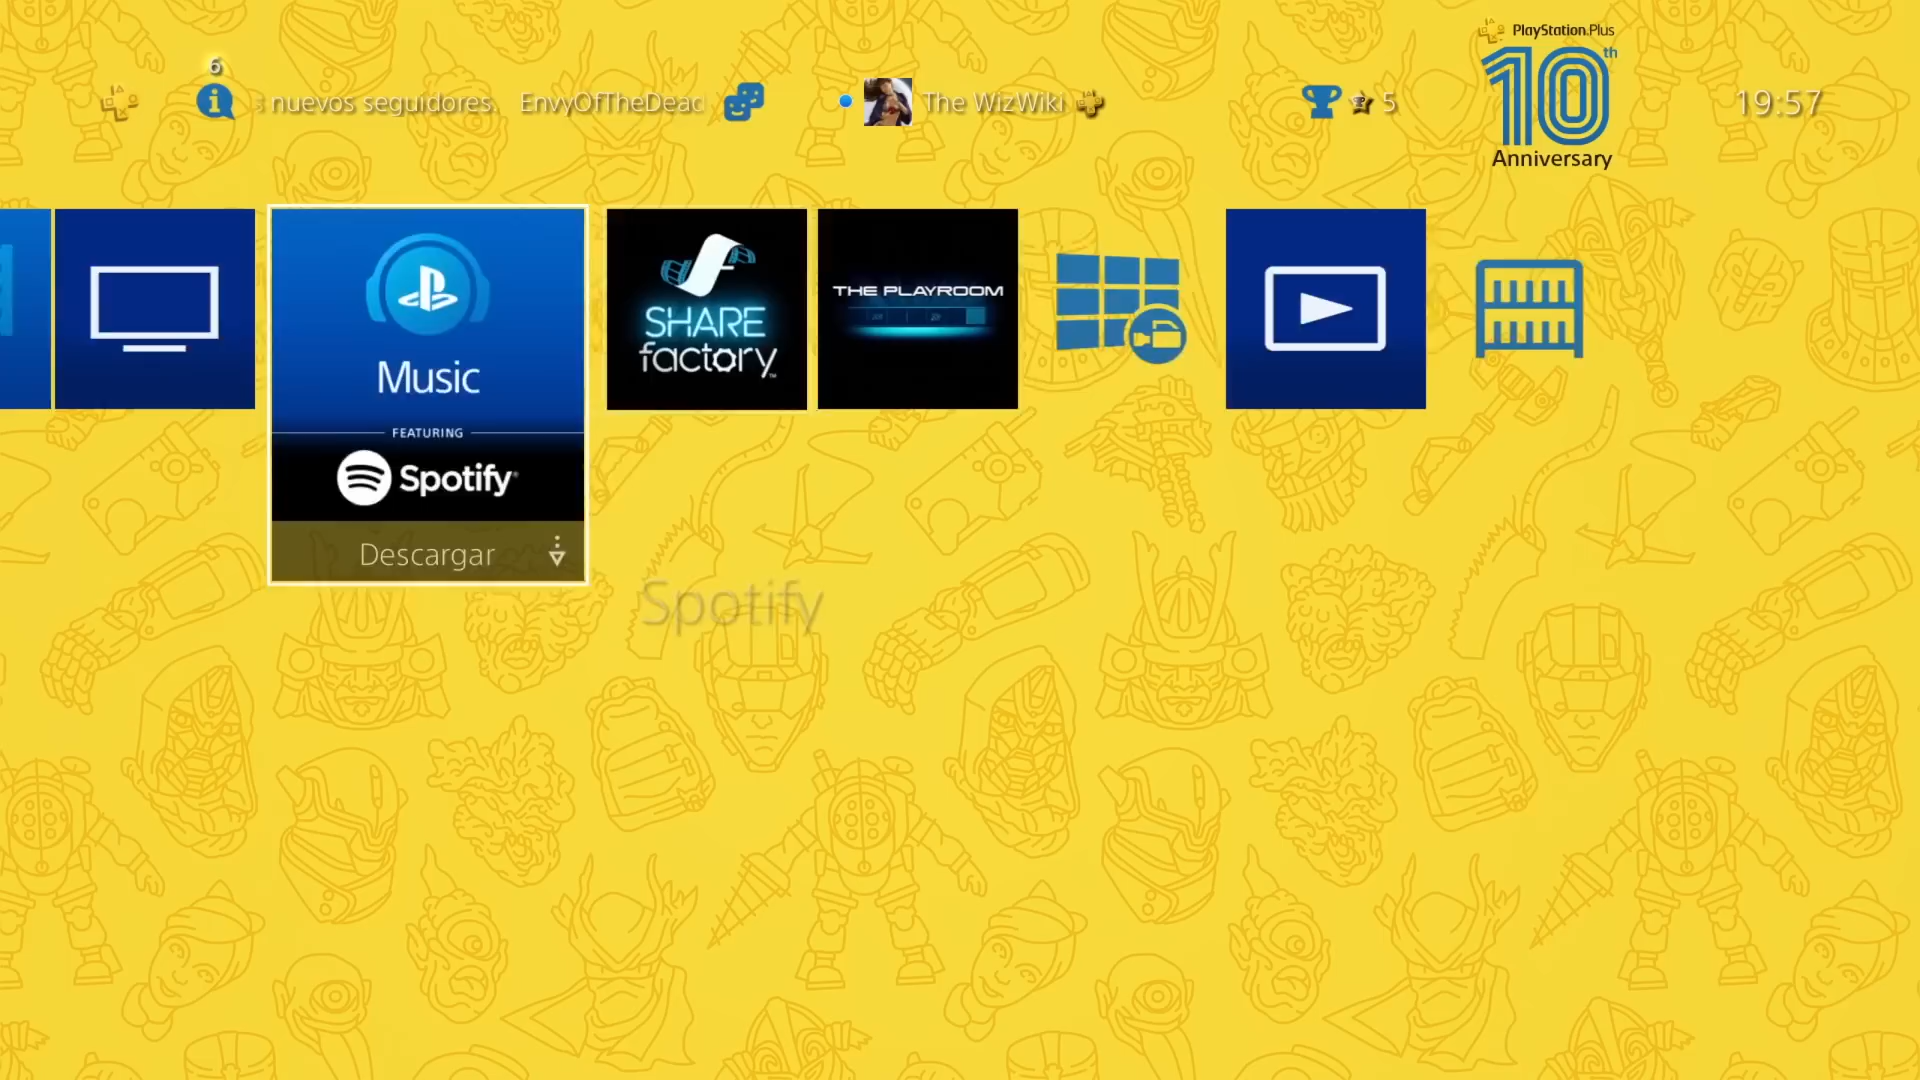 PlayStation.Plus
10th
Anniversary
6
s nuevos seguidores. EnvyOfTheDead
The WizWiki
5
19:57
Music
FEATURING
Spotify
Descargar
SHARE
factory™
THE PLAYROOM
Spotify